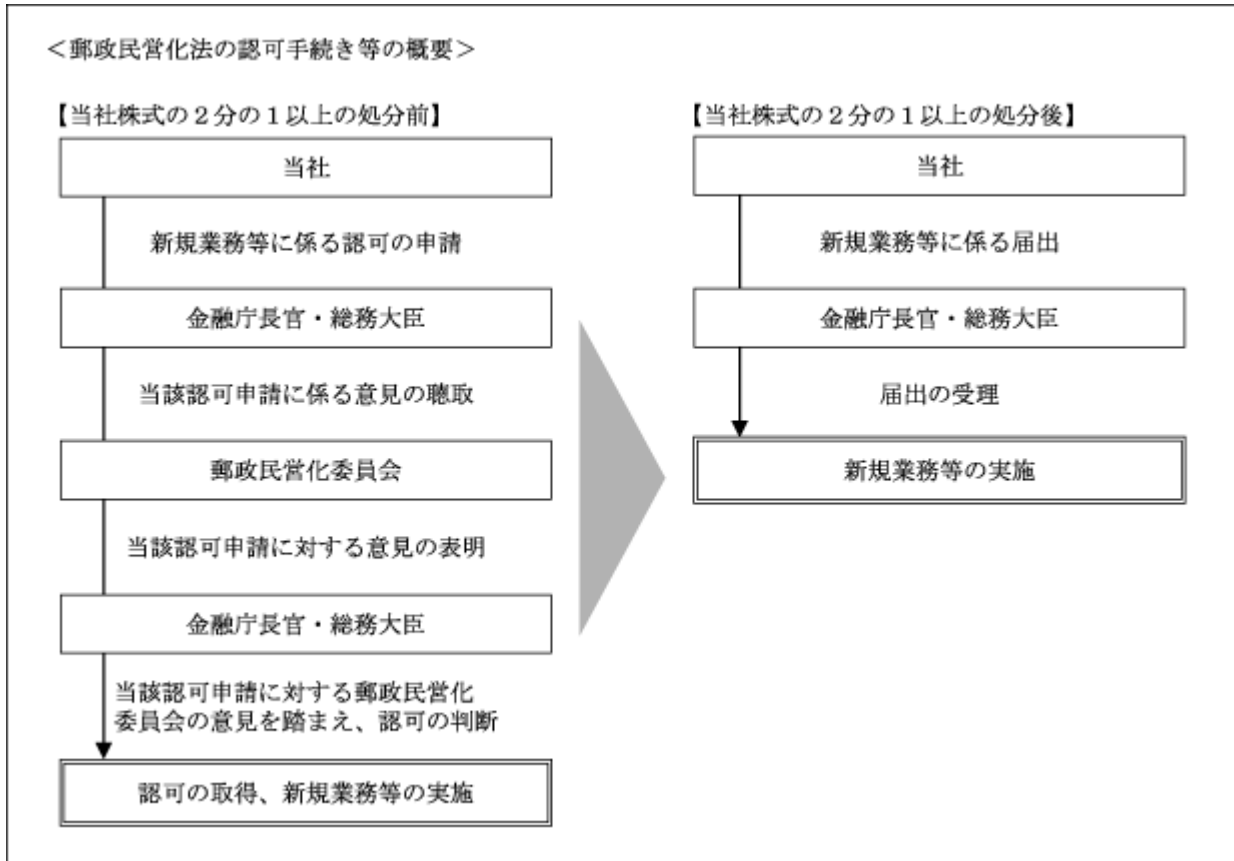 ＜郵政民営化法の認可手続き等の概要＞
【当社株式の２分の１以上の処分前】
当社
新規業務等に係る認可の申請
金融庁長官・総務大臣
当該認可申請に係る意見の聴取
郵政民営化委員会
当該認可申請に対する意見の表明
金融庁長官・総務大臣
当該認可申請に対する郵政民営化
委員会の意見を踏まえ、認可の判断
認可の取得、新規業務等の実施
【当社株式の２分の１以上の処分後】
当社
新規業務等に係る届出
金融庁長官・総務大臣
届出の受理
新規業務等の実施